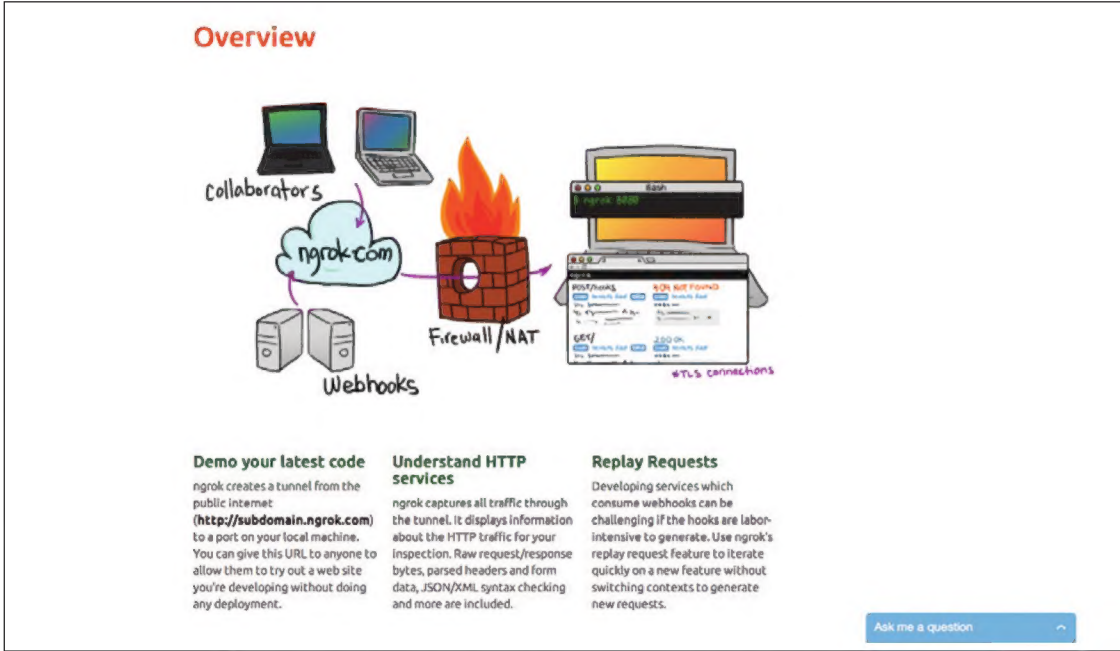 Overview
Collaborators
ngrok.com
Webhooks
Firewall/NAT
Bash
$ ngrok 8080
ngrok
POST/hooks
404 NOT FOUND
GET/
200 OK
*TLS connections
Demo your latest code
ngrok creates a tunnel from the
public internet
(http://subdomain.ngrok.com)
to a port on your local machine.
You can give this URL to anyone to
allow them to try out a web site
you're developing without doing
any deployment.
Understand HTTP
services
ngrok captures all traffic through
the tunnel. It displays information
about the HTTP traffic for your
inspection. Raw request/response
bytes, parsed headers and form
data, JSON/XML syntax checking
and more are included.
Replay Requests
Developing services which
consume webhooks can be
challenging if the hooks are labor-
intensive to generate. Use ngrok's
replay request feature to iterate
quickly on a new feature without
switching contexts to generate
new requests.
Ask me a question